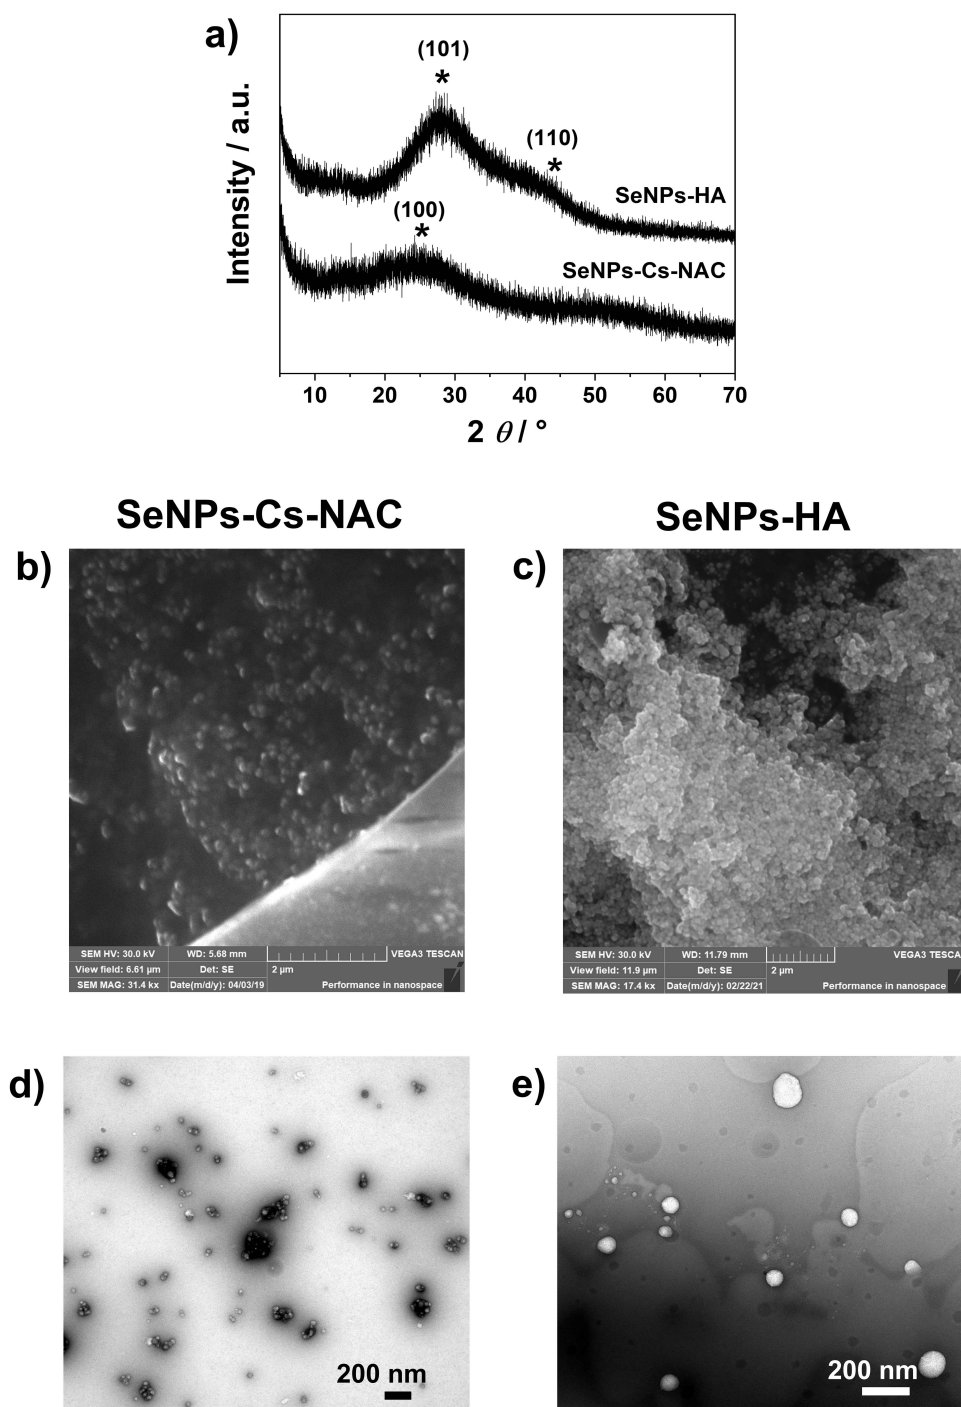 a)
(101)
*
(110)
*
SeNPs-HA
(100)
*
SeNPs-Cs-NAC
Intensity / a.u.
10 20 30 40 50 60 70
2 θ / °
SeNPs-Cs-NAC
SeNPs-HA
b)
SEM HV: 30.0 kV WD: 5.68 mm VEGA3 TESCAN
View field: 6.61 µm Det: SE 2 µm
SEM MAG: 31.4 kx Date(m/d/y): 04/03/19 Performance in nanospace
c)
SEM HV: 30.0 kV WD: 11.79 mm VEGA3 TESCAN
View field: 11.9 µm Det: SE 2 µm
SEM MAG: 17.4 kx Date(m/d/y): 02/22/21 Performance in nanospace
d)
200 nm
e)
200 nm